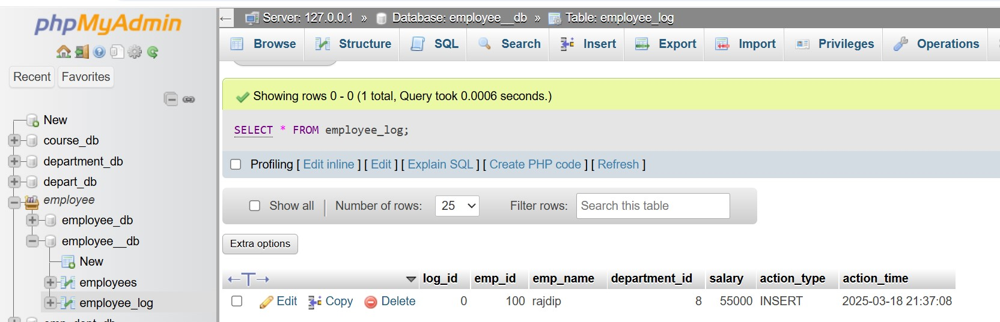 phpMyAdmin
Recent Favorites
New
course_db
department_db
depart_db
employee
employee_db
employee__db
New
employees
employee_log
Server: 127.0.0.1 » Database: employee__db » Table: employee_log
Browse Structure SQL Search Insert Export Import Privileges Operations
Showing rows 0 - 0 (1 total, Query took 0.0006 seconds.)
SELECT * FROM employee_log;
Profiling [ Edit inline ] [ Edit ] [ Explain SQL ] [ Create PHP code ] [ Refresh ]
Show all | Number of rows: 25 Filter rows: Search this table
Extra options
←T→ log_id emp_id emp_name department_id salary action_type action_time
Edit Copy Delete 0 100 rajdip 8 55000 INSERT 2025-03-18 21:37:08